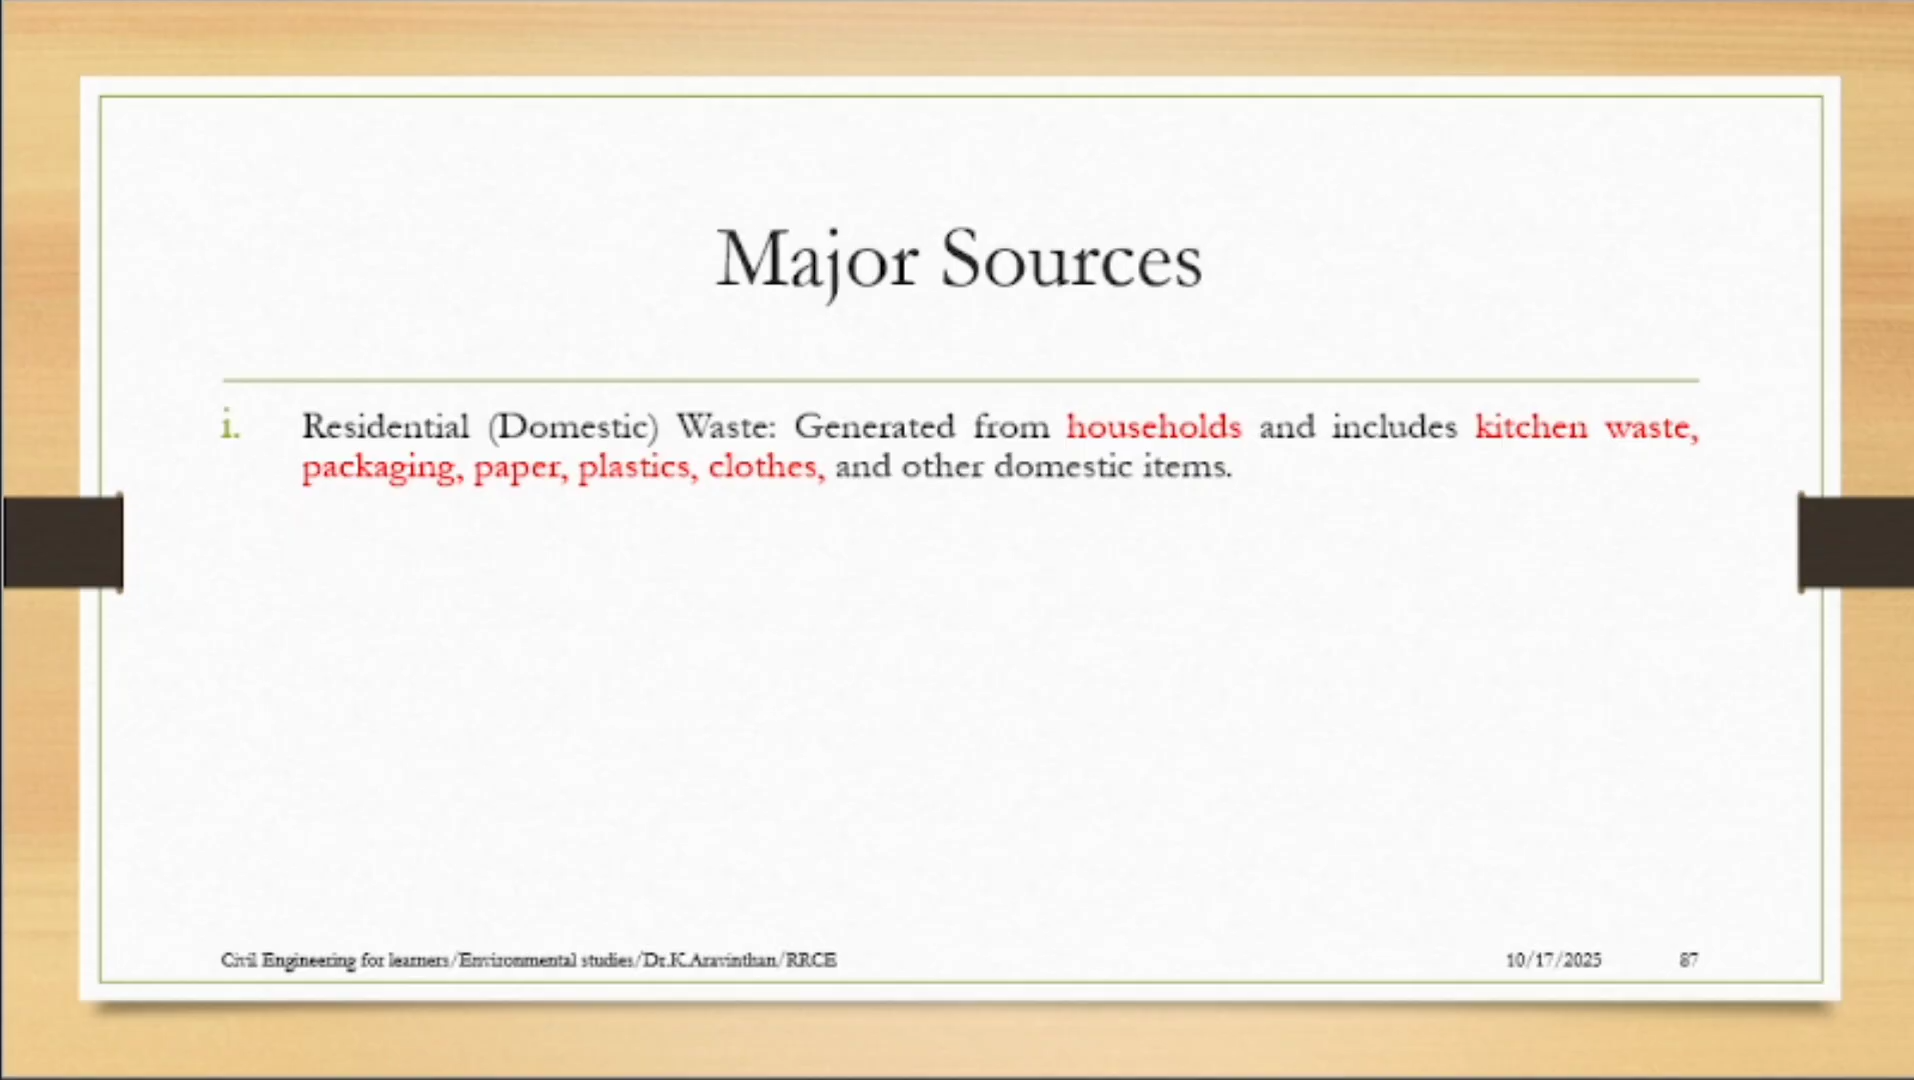 Major Sources
i. Residential (Domestic) Waste: Generated from households and includes kitchen waste,
packaging, paper, plastics, clothes, and other domestic items.
Civil Engineering for learners/Environmental studies/Dr.K.Aravinthan/RRCE 10/17/2025 87